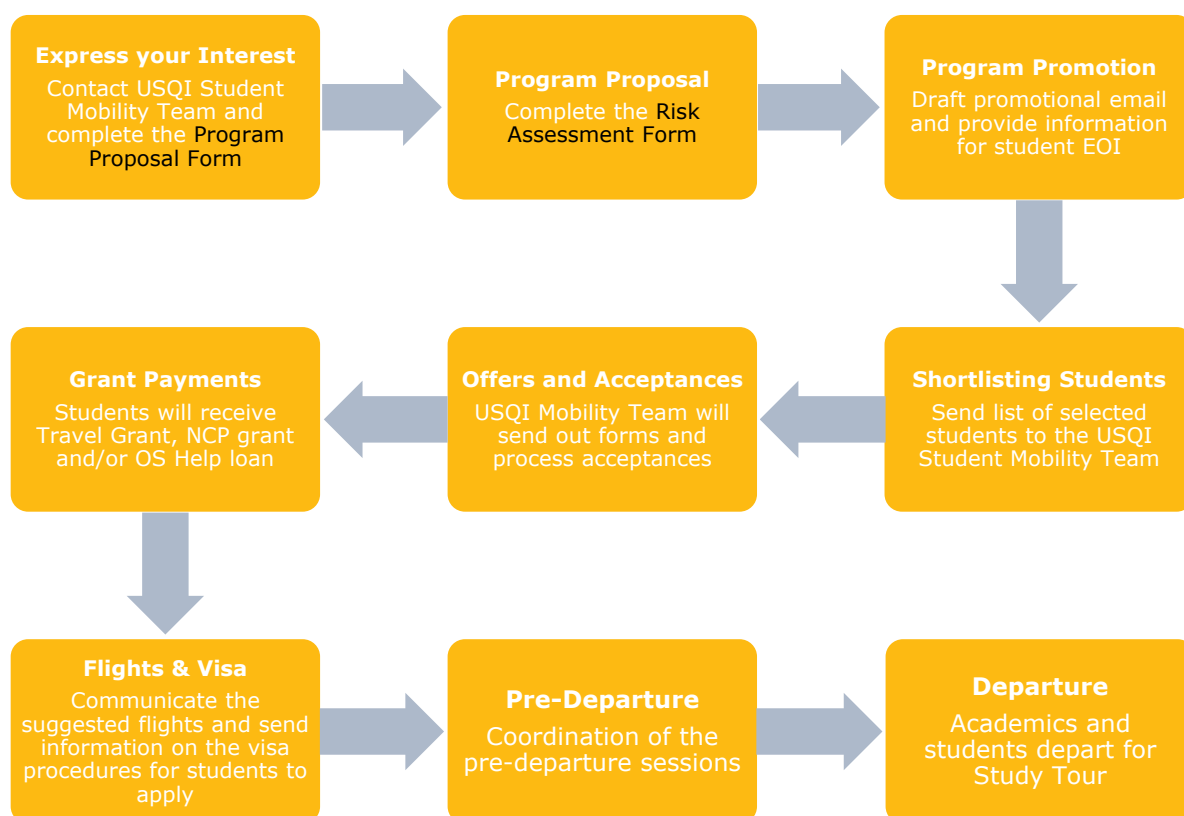 Express your Interest
Contact USQI Student
Mobility Team and
complete the Program
Proposal Form
Program Proposal
Complete the Risk
Assessment Form
Program Promotion
Draft promotional email
and provide information
for student EOI
Shortlisting Students
Send list of selected
students to the USQI
Student Mobility Team
Offers and Acceptances
USQI Mobility Team will
send out forms and
process acceptances
Grant Payments
Students will receive
Travel Grant, NCP grant
and/or OS Help loan
Flights & Visa
Communicate the
suggested flights and send
information on the visa
procedures for students to
apply
Pre-Departure
Coordination of the
pre-departure sessions
Departure
Academics and
students depart for
Study Tour